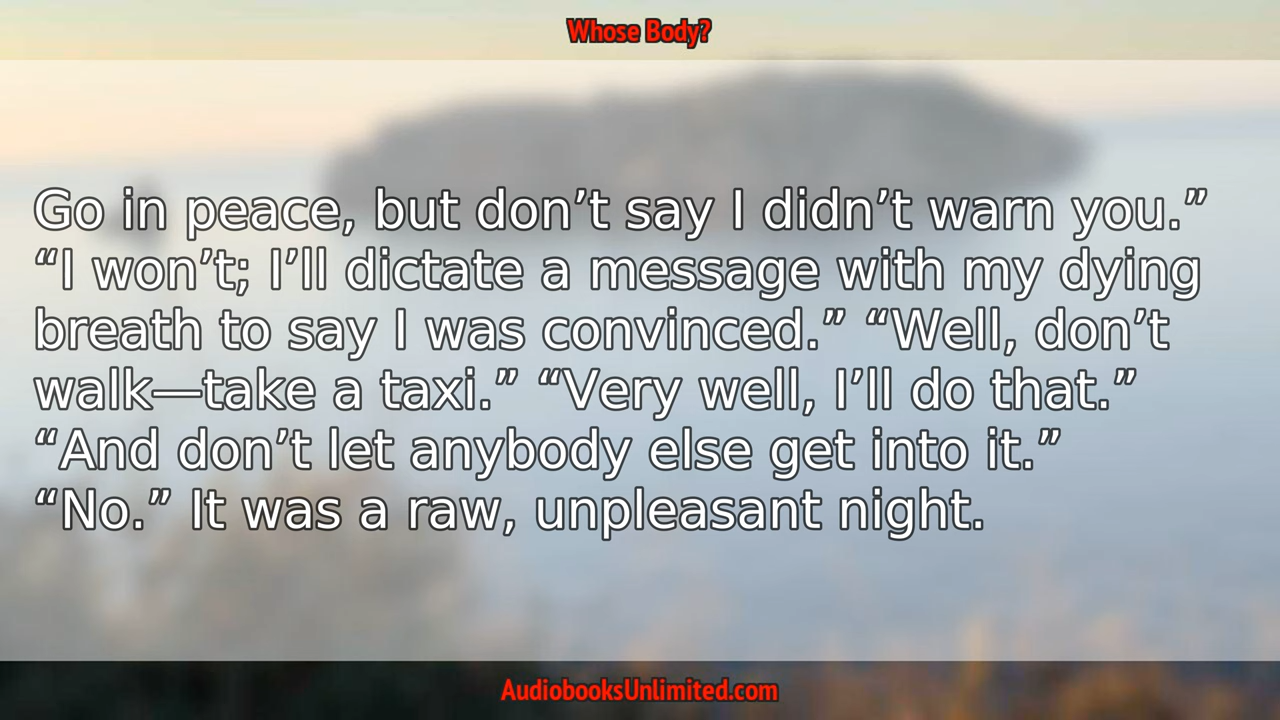 Whose Body?
Go in peace, but don’t say I didn’t warn you.”
“I won’t; I’ll dictate a message with my dying
breath to say I was convinced.” “Well, don’t
walk—take a taxi.” “Very well, I’ll do that.”
“And don’t let anybody else get into it.”
“No.” It was a raw, unpleasant night.
AudiobooksUnlimited.com